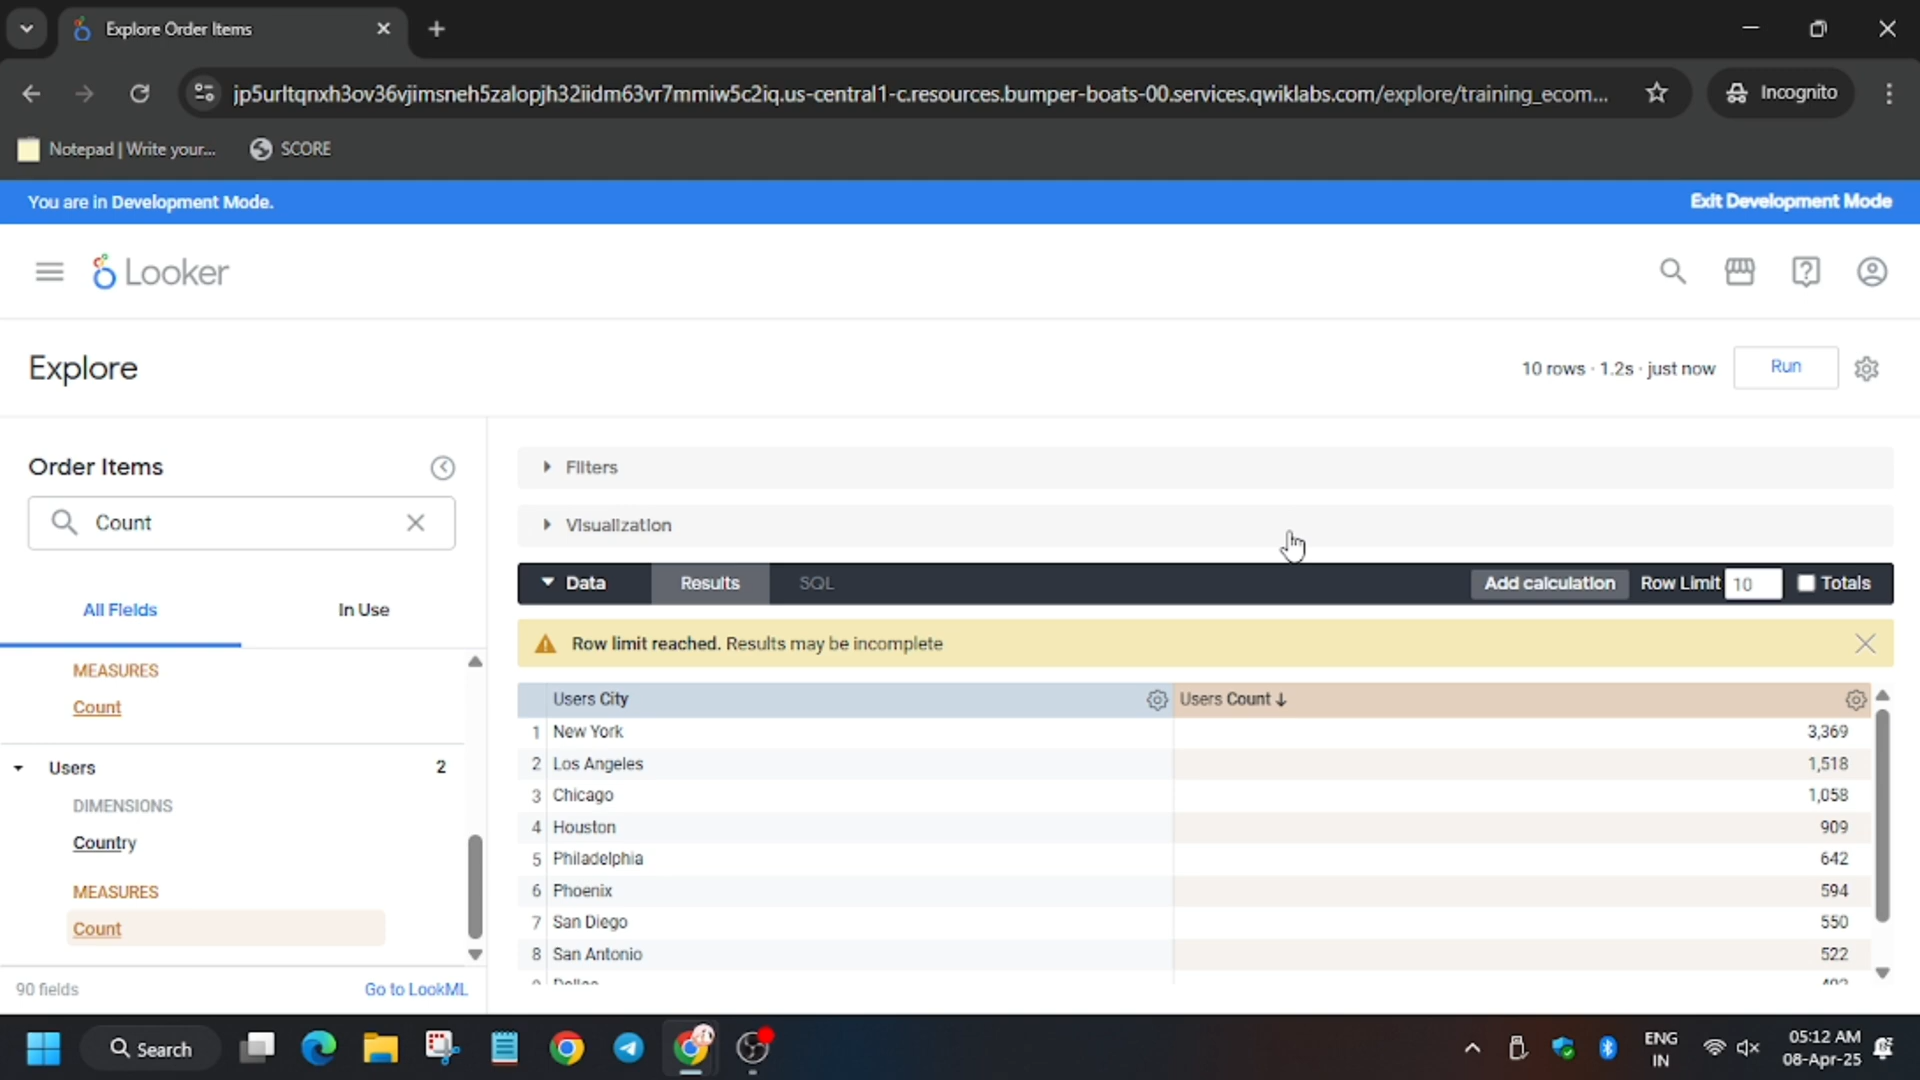 Explore Order Items
jp5urltqnxh3ov36vjimsneh5zalopjh32iidm63vr7mmiw5c2iq.us-central1-c.resources.bumper-boats-00.services.qwiklabs.com/explore/training_ecom...
Incognito
Notepad | Write your...
SCORE
You are in Development Mode.
Exit Development Mode
Looker
Explore
10 rows · 1.2s · just now
Run
Order Items
Count
All Fields
In Use
MEASURES
Count
Users
2
DIMENSIONS
Country
MEASURES
Count
90 fields
Go to LookML
Filters
Visualization
Data
Results
SQL
Add calculation
Row Limit
10
Totals
Row limit reached. Results may be incomplete
Users City
Users Count ↓
1 New York 3,369
2 Los Angeles 1,518
3 Chicago 1,058
4 Houston 909
5 Philadelphia 642
6 Phoenix 594
7 San Diego 550
8 San Antonio 522
Search
ENG
IN
05:12 AM
08-Apr-25